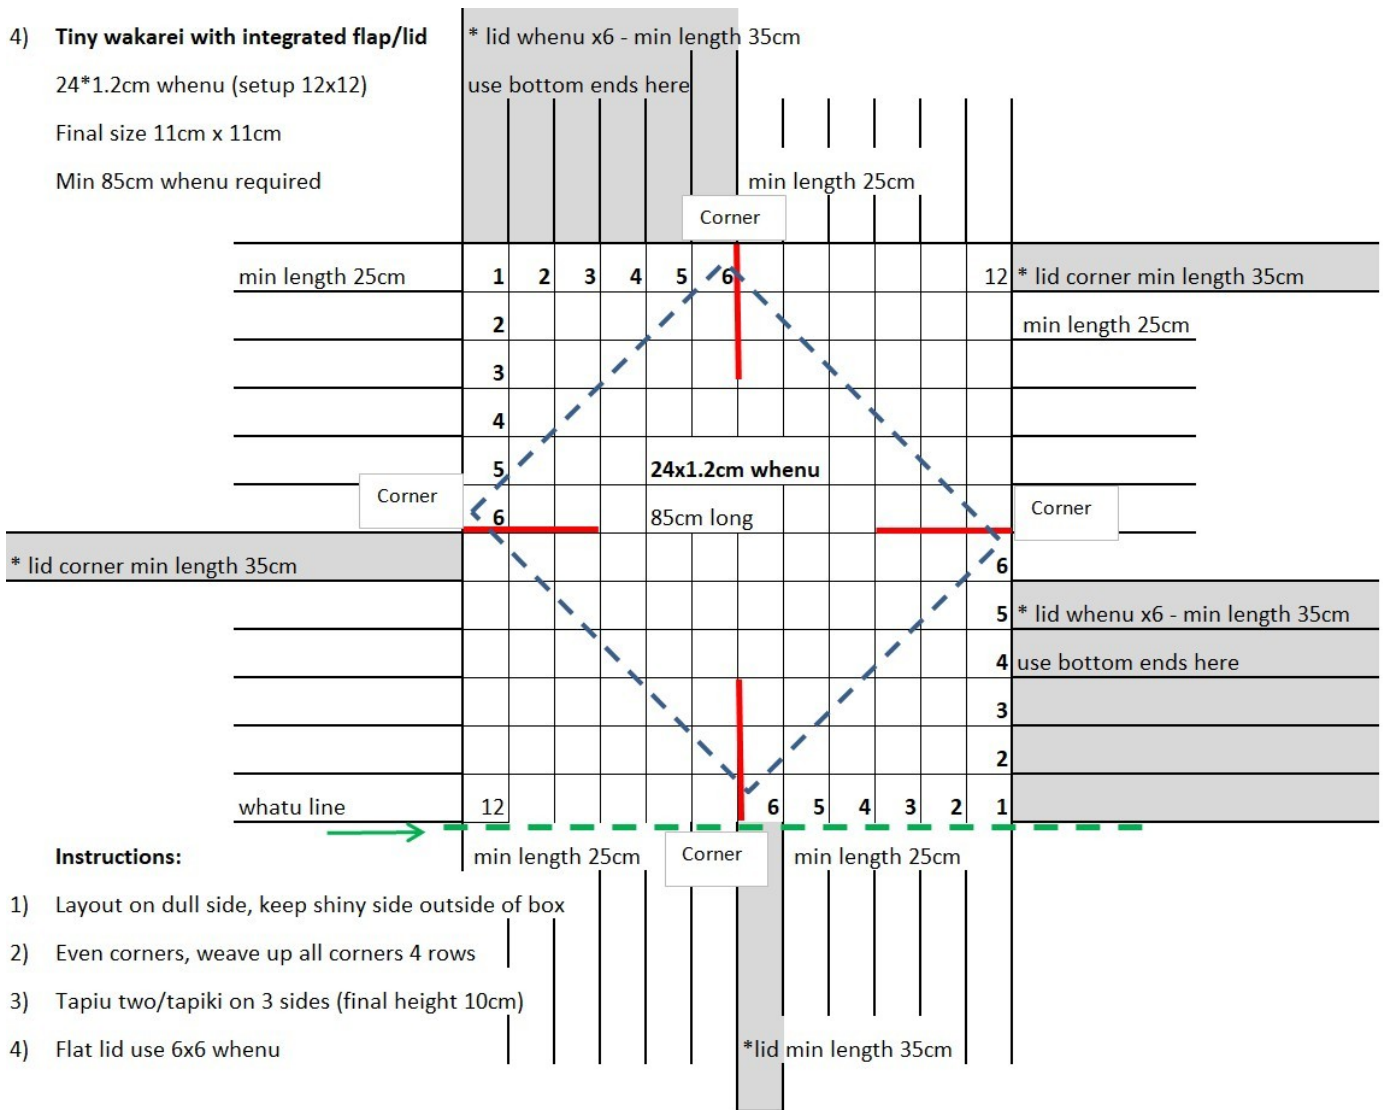 4) Tiny wakarei with integrated flap/lid
* lid whenu x6 - min length 35cm
24*1.2cm whenu (setup 12x12)
use bottom ends here
Final size 11cm x 11cm
Min 85cm whenu required
min length 25cm
Corner
min length 25cm
1 2 3 4 5 6
12
* lid corner min length 35cm
2
min length 25cm
3
4
5
24x1.2cm whenu
Corner
Corner
6
85cm long
* lid corner min length 35cm
6
5
* lid whenu x6 - min length 35cm
4
use bottom ends here
3
2
whatu line
12
6 5 4 3 2 1
Instructions:
min length 25cm
Corner
min length 25cm
1) Layout on dull side, keep shiny side outside of box
2) Even corners, weave up all corners 4 rows
3) Tapiu two/tapiki on 3 sides (final height 10cm)
4) Flat lid use 6x6 whenu
*lid min length 35cm